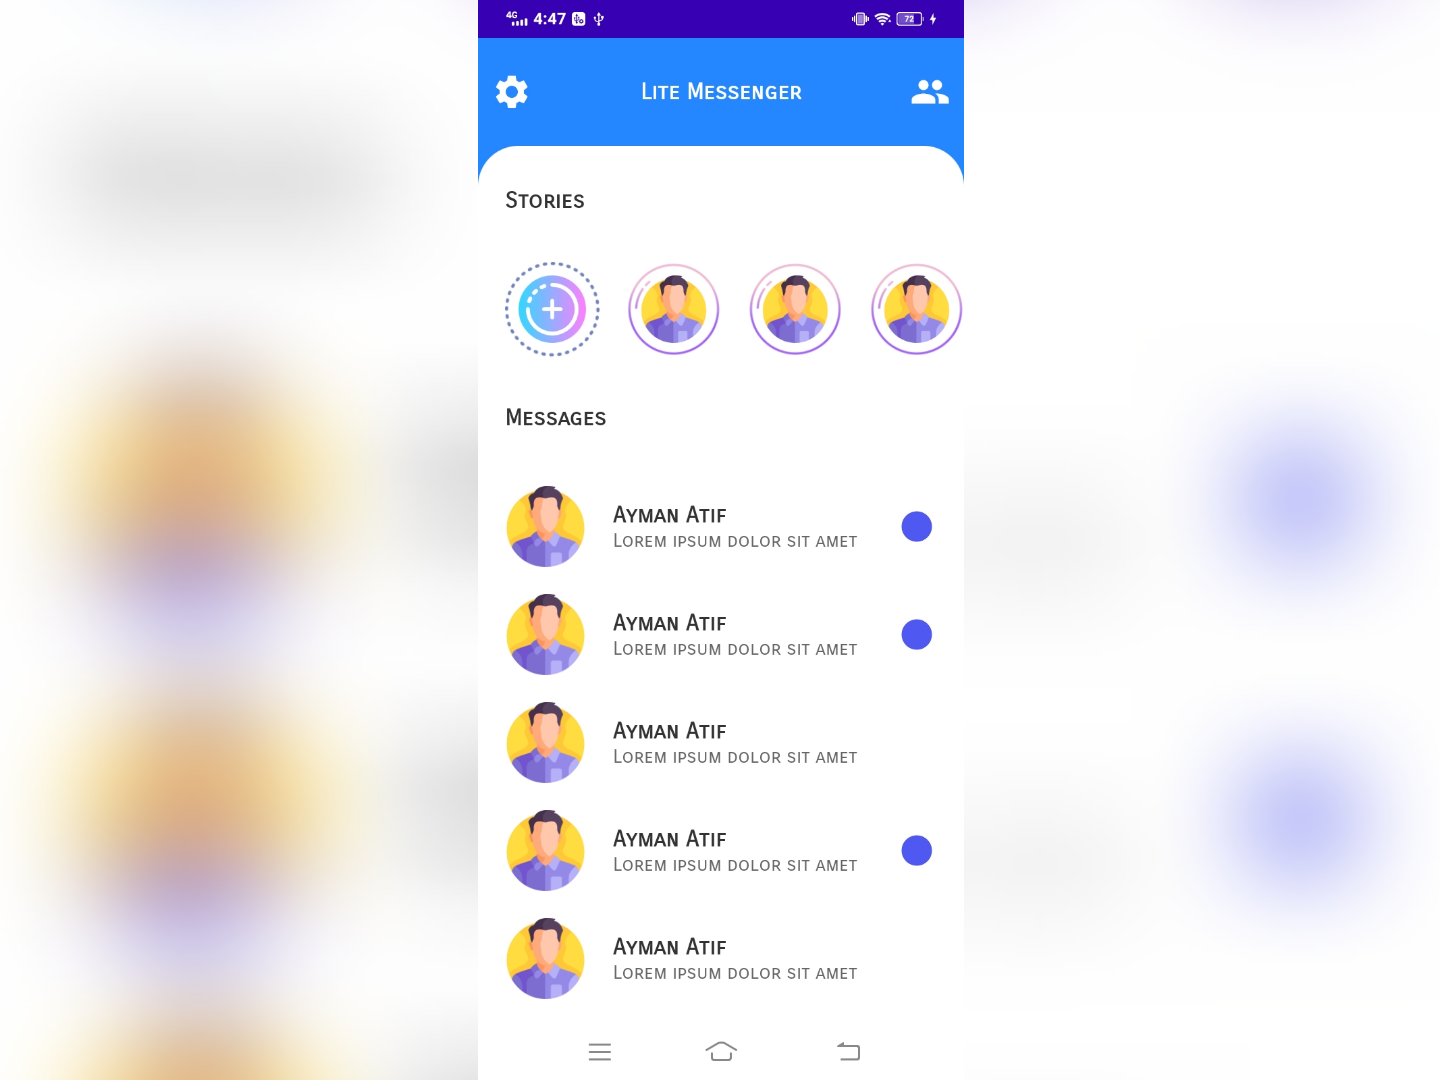 4G 4:47 72
Lite Messenger
Stories
Messages
Ayman Atif
Lorem ipsum dolor sit amet
Ayman Atif
Lorem ipsum dolor sit amet
Ayman Atif
Lorem ipsum dolor sit amet
Ayman Atif
Lorem ipsum dolor sit amet
Ayman Atif
Lorem ipsum dolor sit amet